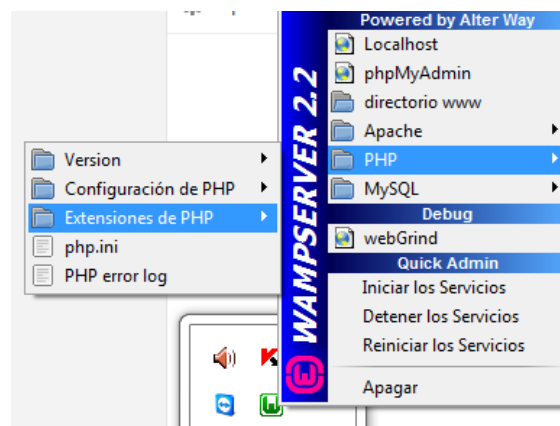 Powered by Alter Way
Localhost
phpMyAdmin
directorio www
Apache
PHP
MySQL
Debug
webGrind
Quick Admin
Iniciar los Servicios
Detener los Servicios
Reiniciar los Servicios
Apagar
WAMPSERVER 2.2
Version
Configuración de PHP
Extensiones de PHP
php.ini
PHP error log